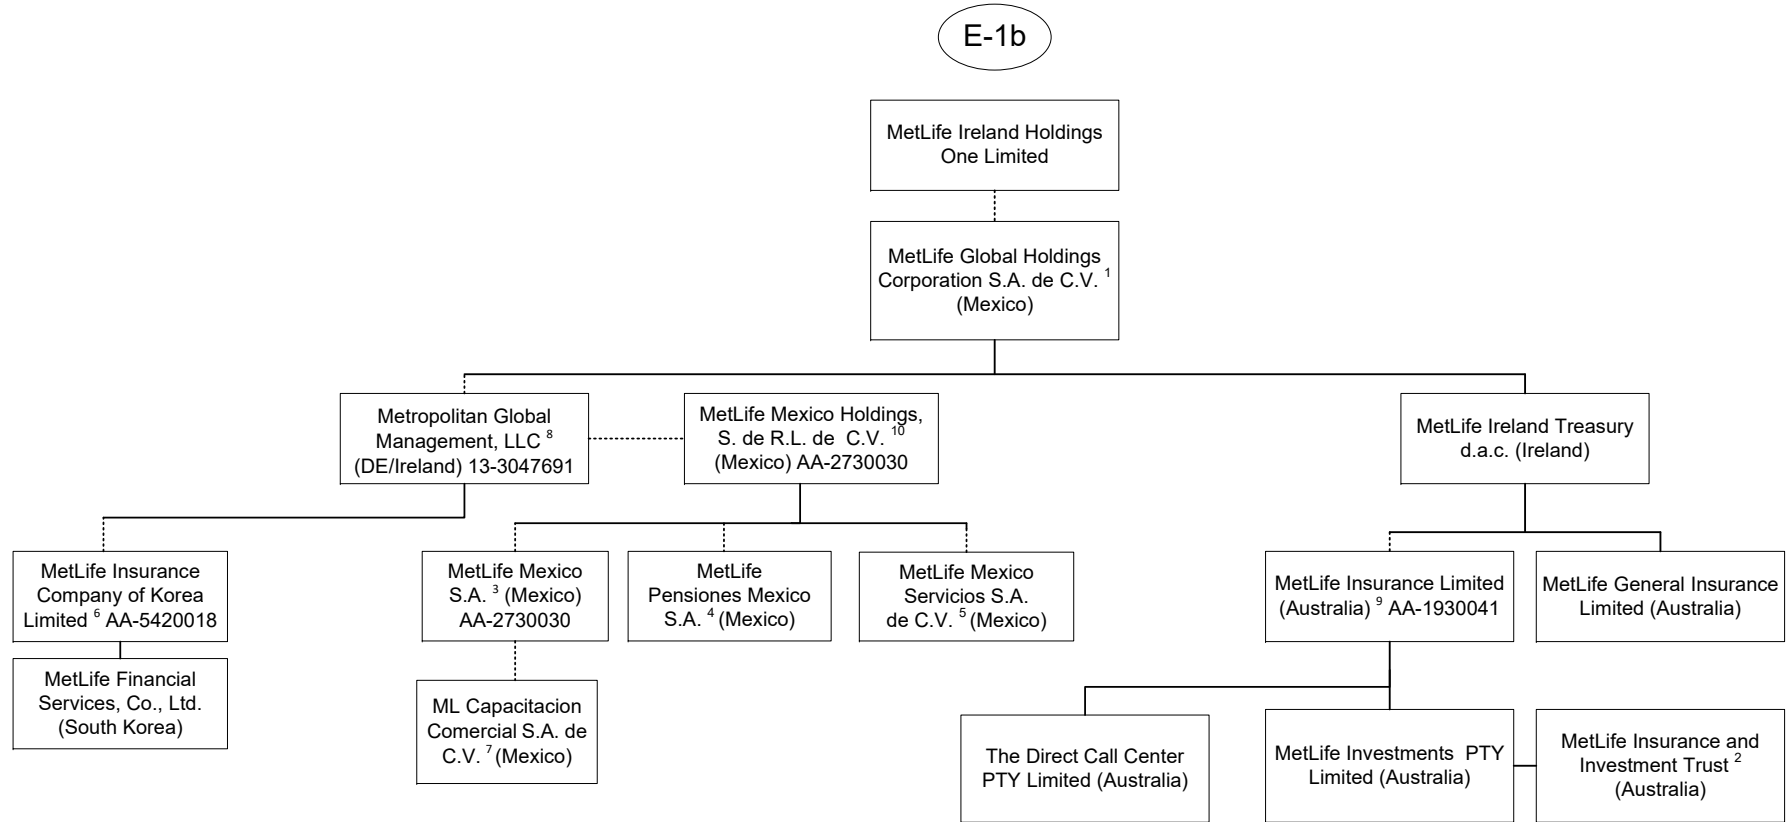 E-1b
MetLife Ireland Holdings
One Limited
MetLife Global Holdings
Corporation S.A. de C.V. 1
(Mexico)
Metropolitan Global
Management, LLC 8
(DE/Ireland) 13-3047691
MetLife Mexico Holdings,
S. de R.L. de C.V. 10
(Mexico) AA-2730030
MetLife Ireland Treasury
d.a.c. (Ireland)
MetLife Insurance
Company of Korea
Limited 6 AA-5420018
MetLife Mexico
S.A. 3 (Mexico)
AA-2730030
MetLife
Pensiones Mexico
S.A. 4 (Mexico)
MetLife Mexico
Servicios S.A.
de C.V. 5 (Mexico)
MetLife Insurance Limited
(Australia) 9 AA-1930041
MetLife General Insurance
Limited (Australia)
MetLife Financial
Services, Co., Ltd.
(South Korea)
ML Capacitacion
Comercial S.A. de
C.V. 7 (Mexico)
The Direct Call Center
PTY Limited (Australia)
MetLife Investments PTY
Limited (Australia)
MetLife Insurance and
Investment Trust 2
(Australia)